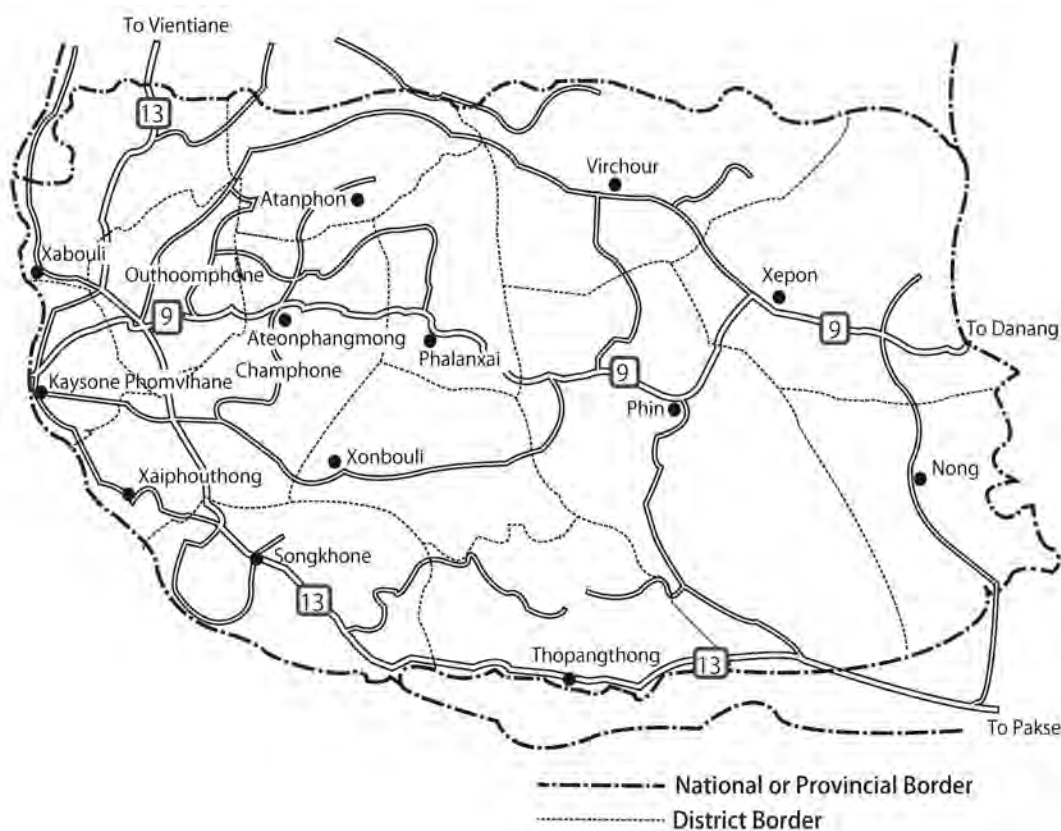 To Vientiane
13
Virchour
Atanphon
Xabouli
Outhoomphone
Xepon
9
9
To Danang
Ateonphangmong
Phalanxai
Champhone
9
Kaysone Phomvihane
Phin
Xonbouli
Xaiphouthong
Nong
Songkhone
13
Thopangthong
13
To Pakse
National or Provincial Border
District Border